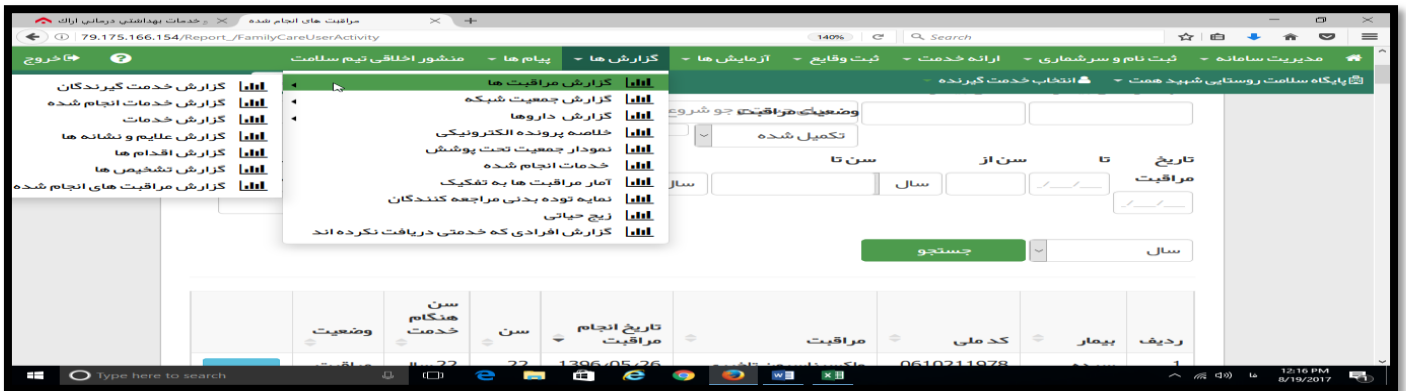 مراقبت های انجام شده
و خدمات بهداشتی درمانی اراك
79.175.166.154/Report_/FamilyCareUserActivity
140%
Search
مدیریت سامانه
ثبت نام و سرشماری
ارائه خدمت
ثبت وقایع
آزمایش ها
گزارش ها
پیام ها
منشور اخلاقی تیم سلامت
خروج
پایگاه سلامت روستایی شهید همت
انتخاب خدمت گیرنده
گزارش مراقبت ها
گزارش جمعیت شبکه
گزارش داروها
خلاصه پرونده الکترونیکی
نمودار جمعیت تحت پوشش
خدمات انجام شده
آمار مراقبت ها به تفکیک
نمایه توده بدنی مراجعه کنندگان
زیج حیاتی
گزارش افرادی که خدمتی دریافت نکرده اند
گزارش خدمت گیرندگان
گزارش خدمات انجام شده
گزارش خدمات
گزارش علایم و نشانه ها
گزارش اقدام ها
گزارش تشخیص ها
گزارش مراقبت های انجام شده
وضعیت مراقبت
تکمیل شده
تاریخ مراقبت
تا
سن از
سال
سن تا
سال
سال
جستجو
ردیف
بیمار
کد ملی
مراقبت
تاریخ انجام مراقبت
سن
سن هنگام خدمت
وضعیت
1
0610211978
1396/05/26
22
22 سال
مراقبت
Type here to search
12:16 PM
8/19/2017